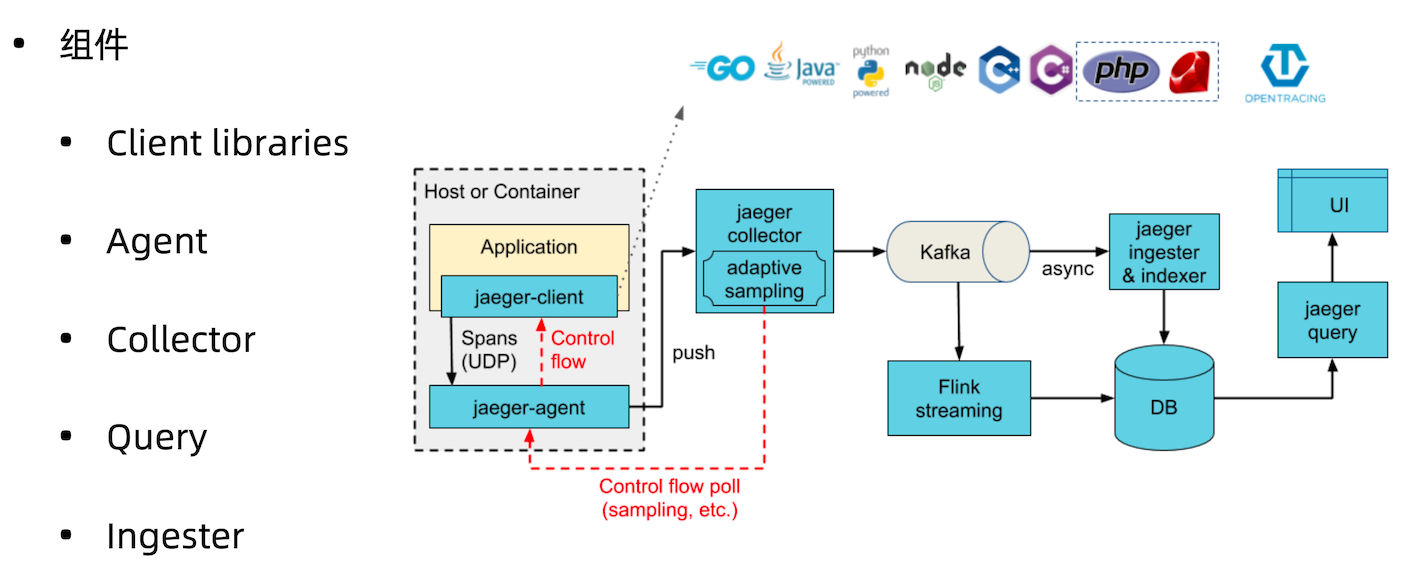 组件
Client libraries
Agent
Collector
Query
Ingester
GO
Java
POWERED
python
powered
node
JS
C++
C#
php
OPENTRACING
Host or Container
Application
jaeger-client
Spans
(UDP)
Control
flow
jaeger-agent
push
jaeger
collector
adaptive
sampling
Control flow poll
(sampling, etc.)
Kafka
async
Flink
streaming
jaeger
ingester
& indexer
DB
UI
jaeger
query